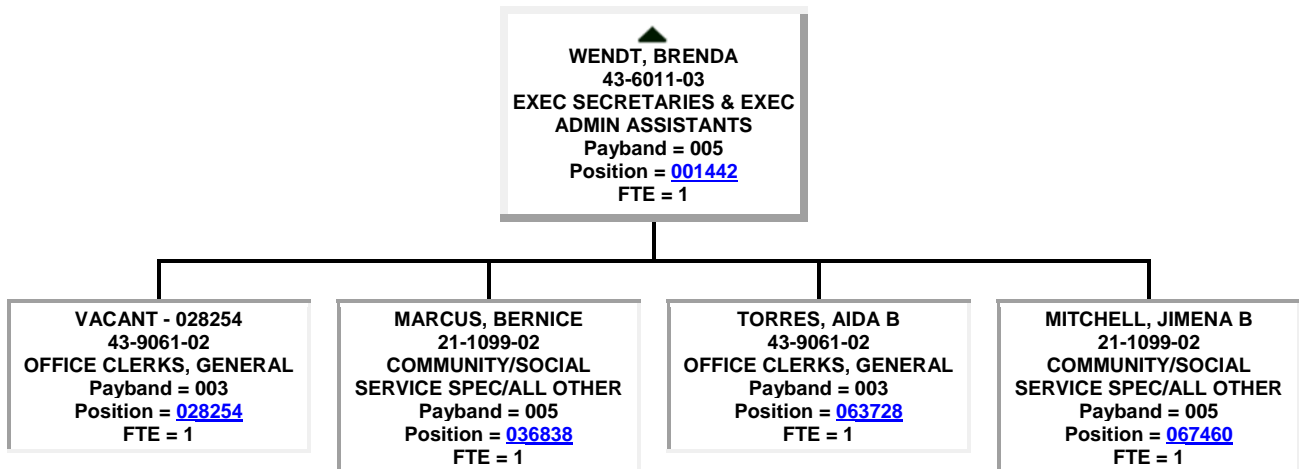 WENDT, BRENDA
43-6011-03
EXEC SECRETARIES & EXEC
ADMIN ASSISTANTS
Payband = 005
Position = 001442
FTE = 1
VACANT - 028254
43-9061-02
OFFICE CLERKS, GENERAL
Payband = 003
Position = 028254
FTE = 1
MARCUS, BERNICE
21-1099-02
COMMUNITY/SOCIAL
SERVICE SPEC/ALL OTHER
Payband = 005
Position = 036838
FTE = 1
TORRES, AIDA B
43-9061-02
OFFICE CLERKS, GENERAL
Payband = 003
Position = 063728
FTE = 1
MITCHELL, JIMENA B
21-1099-02
COMMUNITY/SOCIAL
SERVICE SPEC/ALL OTHER
Payband = 005
Position = 067460
FTE = 1